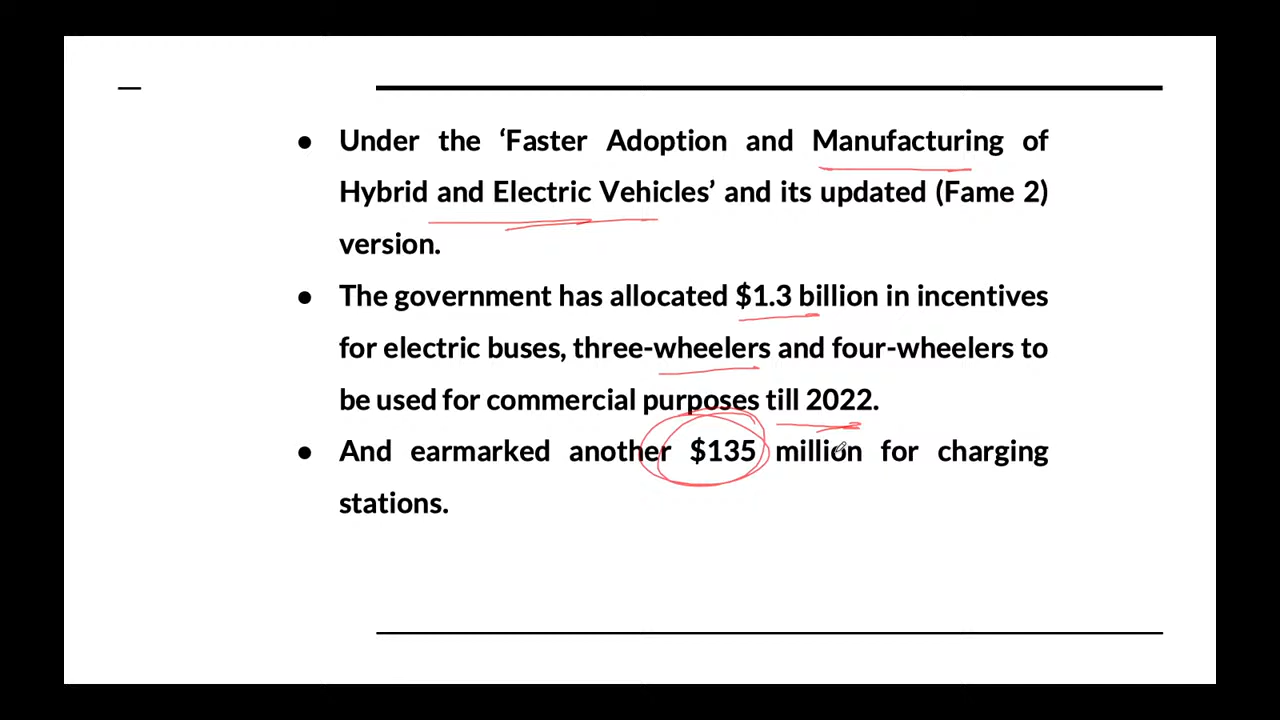 ● Under the ‘Faster Adoption and Manufacturing of
Hybrid and Electric Vehicles’ and its updated (Fame 2)
version.
● The government has allocated $1.3 billion in incentives
for electric buses, three-wheelers and four-wheelers to
be used for commercial purposes till 2022.
● And earmarked another $135 million for charging
stations.